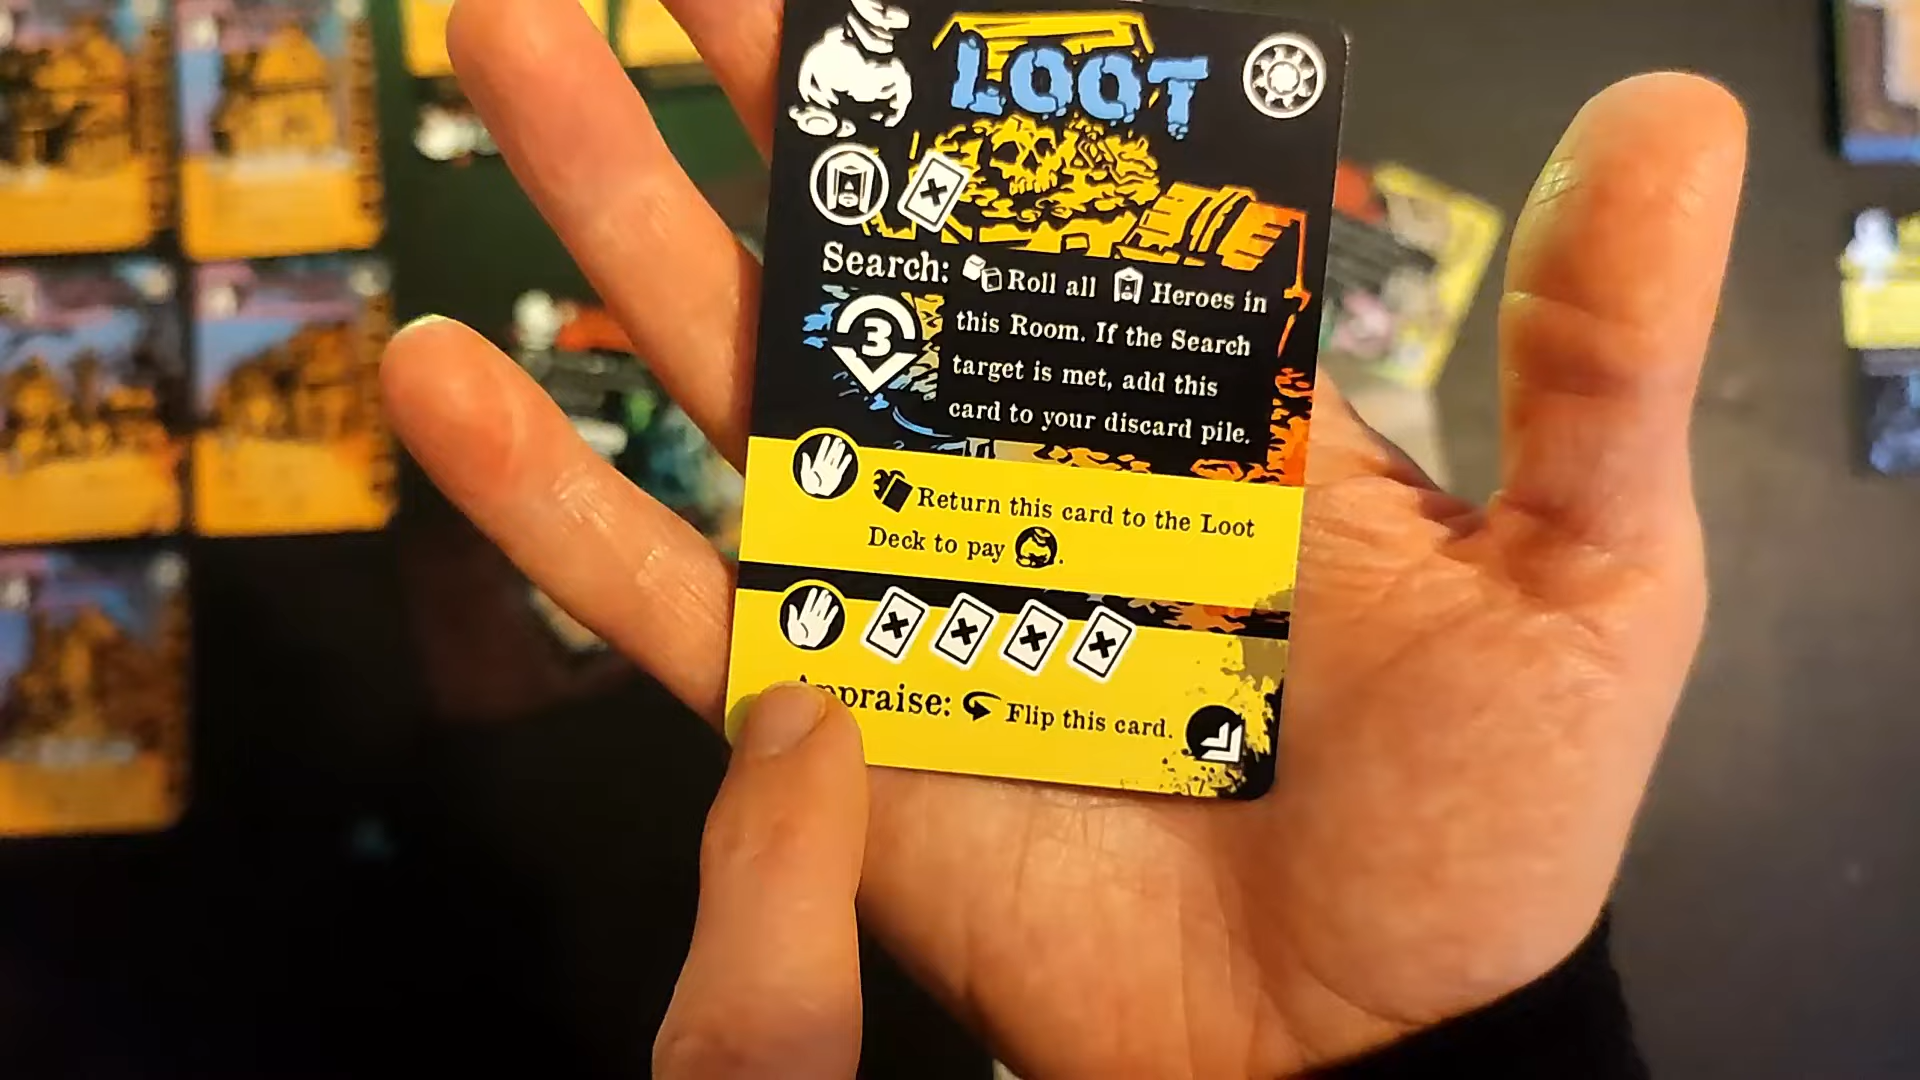 LOOT
Search: Roll all Heroes in
3 this Room. If the Search
target is met, add this
card to your discard pile.
Return this card to the Loot
Deck to pay .
Appraise: Flip this card.